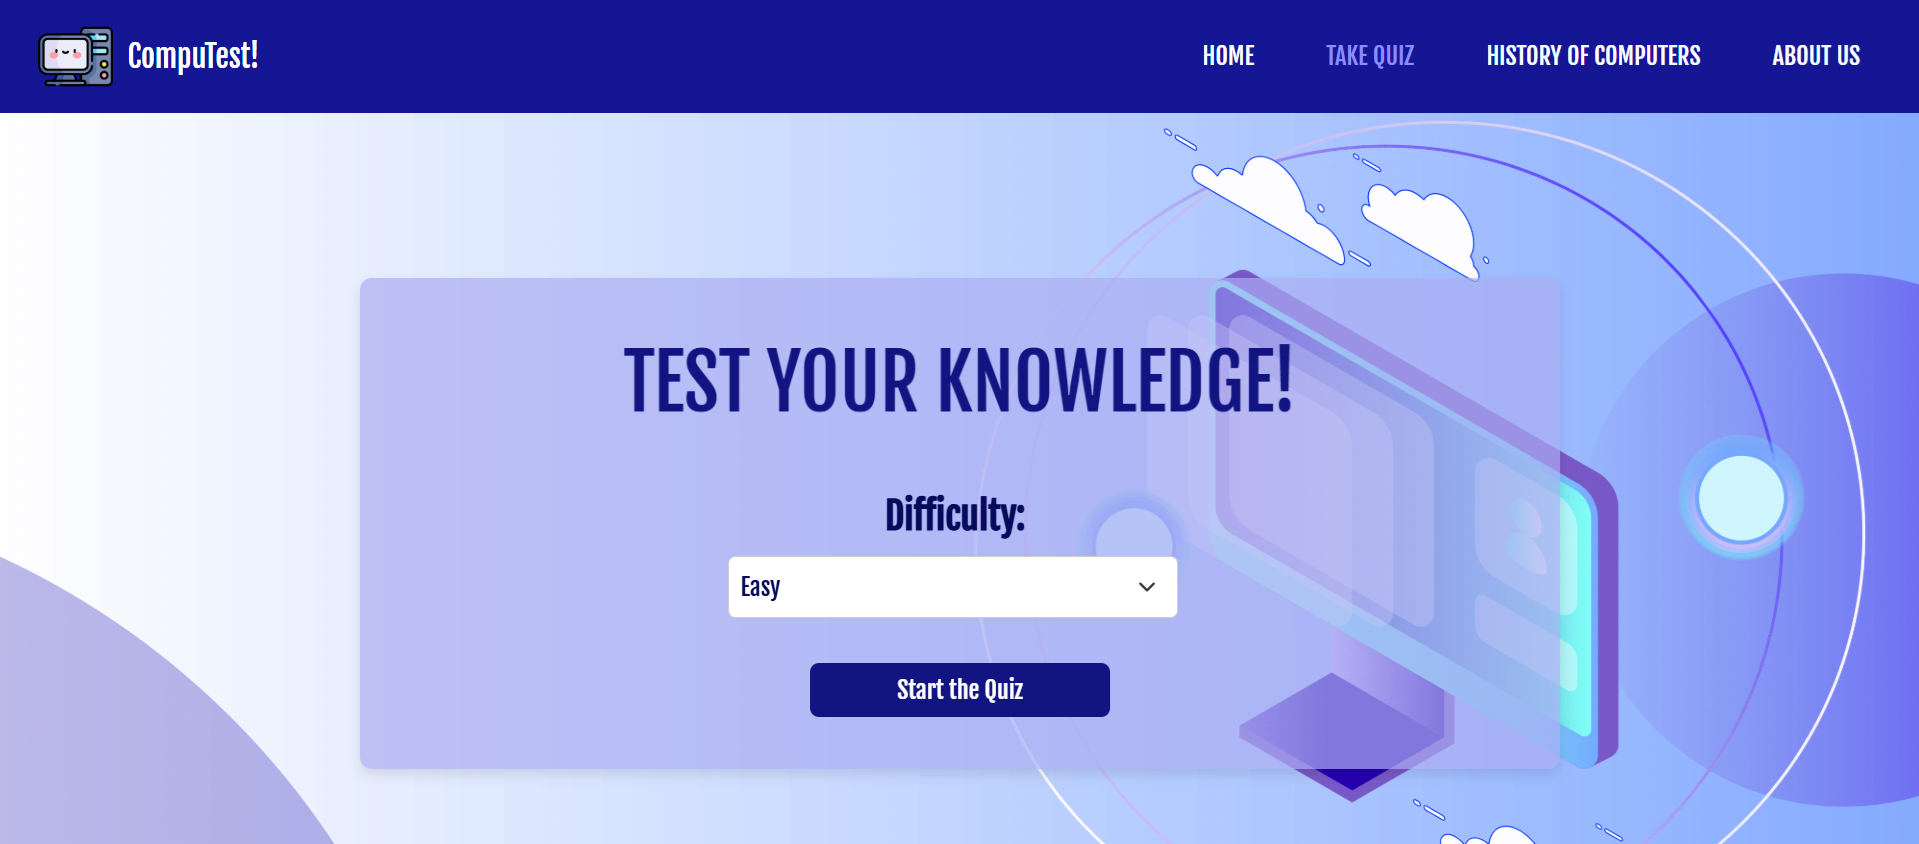 CompuTest!
HOME
TAKE QUIZ
HISTORY OF COMPUTERS
ABOUT US
TEST YOUR KNOWLEDGE!
Difficulty:
Easy
Start the Quiz